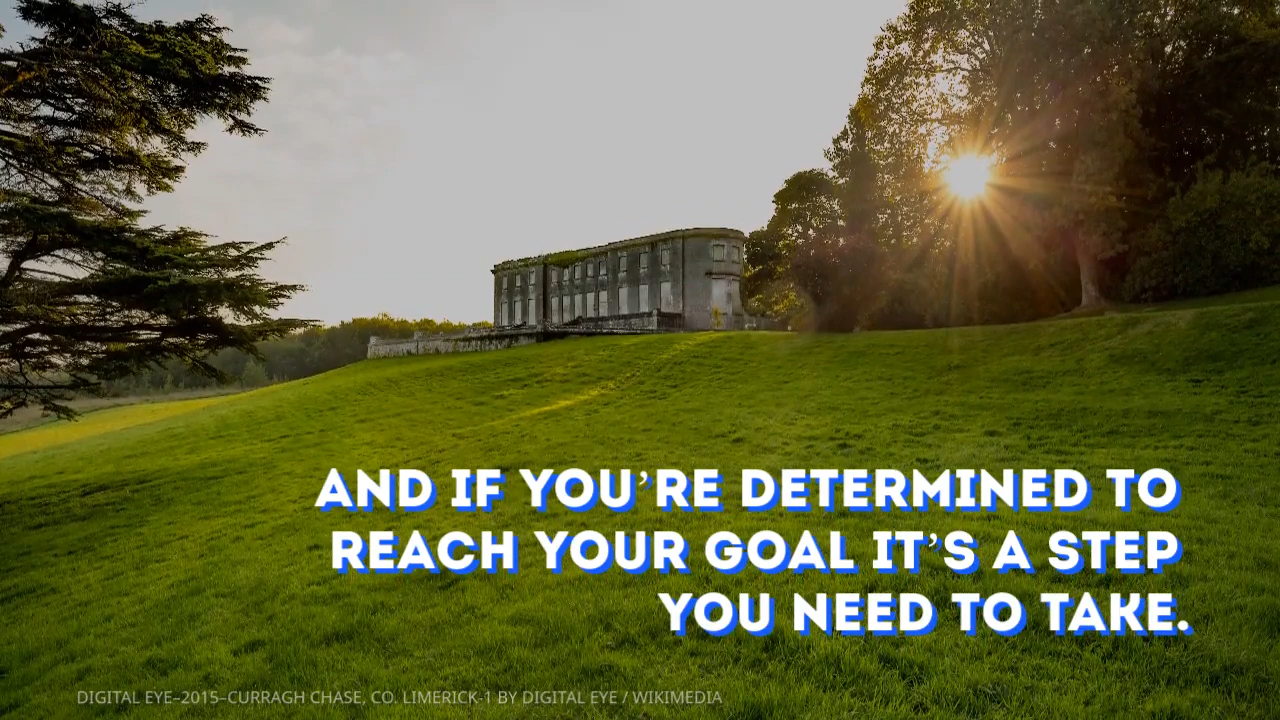 AND IF YOU’RE DETERMINED TO
REACH YOUR GOAL IT’S A STEP
YOU NEED TO TAKE.
DIGITAL EYE–2015–CURRAGH CHASE, CO. LIMERICK-1 BY DIGITAL EYE / WIKIMEDIA